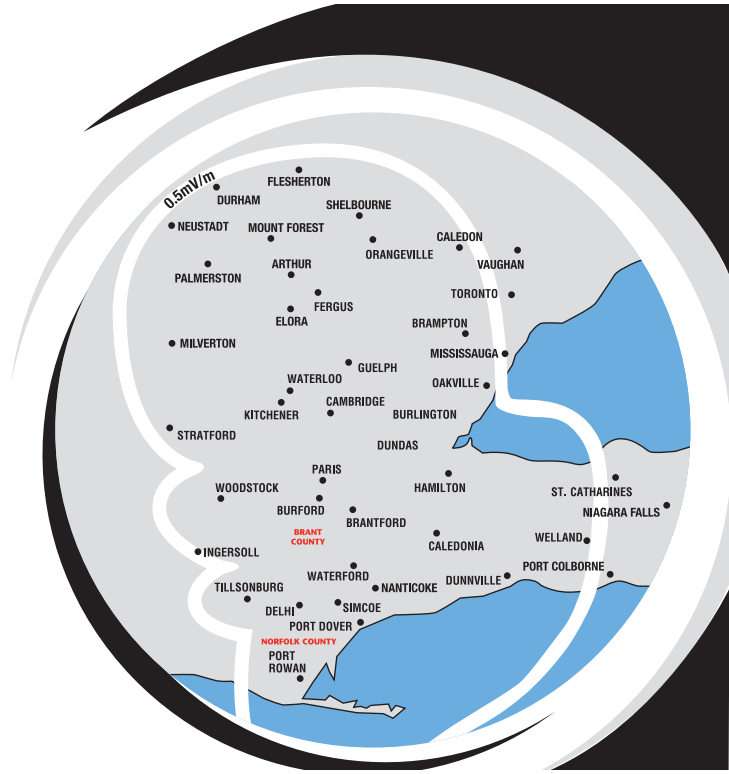 FLESHERTON
0.5mV/m
DURHAM
SHELBOURNE
NEUSTADT
MOUNT FOREST
CALEDON
ORANGEVILLE
VAUGHAN
ARTHUR
PALMERSTON
TORONTO
FERGUS
ELORA
BRAMPTON
MILVERTON
MISSISSAUGA
GUELPH
WATERLOO
OAKVILLE
CAMBRIDGE
KITCHENER
BURLINGTON
STRATFORD
DUNDAS
PARIS
WOODSTOCK
HAMILTON
ST. CATHARINES
BURFORD
NIAGARA FALLS
BRANTFORD
BRANT
COUNTY
WELLAND
CALEDONIA
INGERSOLL
PORT COLBORNE
WATERFORD
DUNNVILLE
TILLSONBURG
NANTICOKE
DELHI
SIMCOE
PORT DOVER
NORFOLK COUNTY
PORT
ROWAN